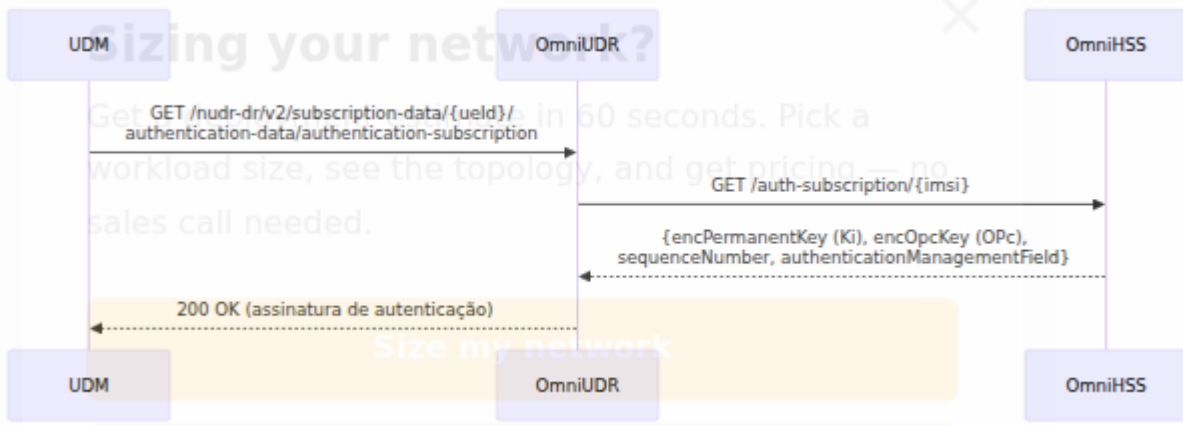 UDM
OmniUDR
OmniHSS
Sizing your network?
GET /nudr-dr/v2/subscription-data/{ueId}/
authentication-data/authentication-subscription
Get in 60 seconds. Pick a
workload size, see the topology, and get pricing — no
sales call needed.
GET /auth-subscription/{imsi}
{encPermanentKey (Ki), encOpcKey (OPc),
sequenceNumber, authenticationManagementField}
200 OK (assinatura de autenticação)
Size my network
UDM
OmniUDR
OmniHSS